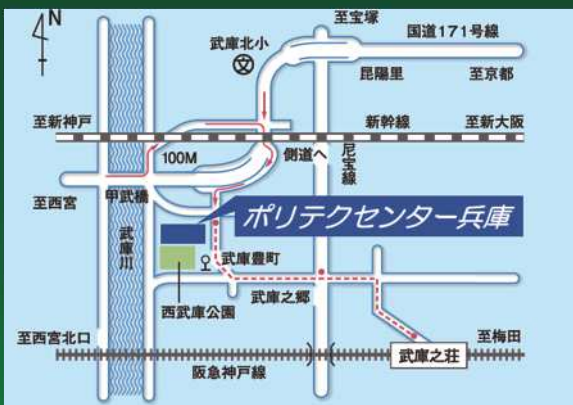 N
至宝塚
国道171号線
武庫北小
文
昆陽里
至京都
至新神戸
新幹線
至新大阪
100M
側道へ
尼宝線
至西宮
甲武橋
ポリテクセンター兵庫
武庫川
武庫豊町
西武庫公園
武庫之郷
至西宮北口
至梅田
阪急神戸線
武庫之荘